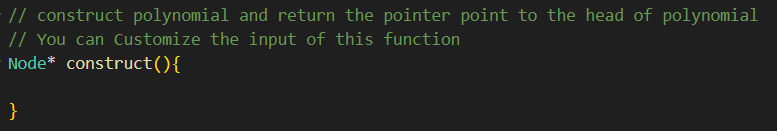 // construct polynomial and return the pointer point to the head of polynomial
// You can Customize the input of this function
Node* construct(){
}